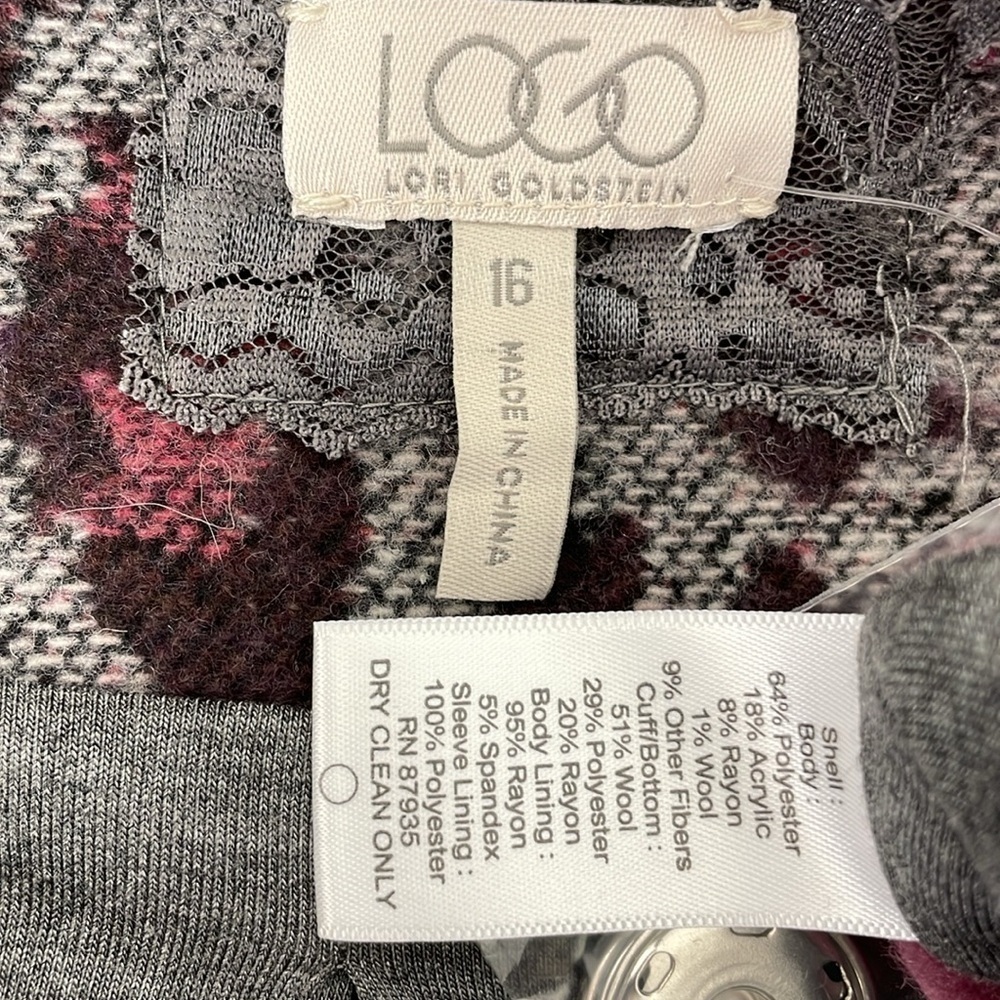 LOGO
LORI GOLDSTEIN
16
MADE IN CHINA
Shell :
Body :
64% Polyester
18% Acrylic
8% Rayon
1% Wool
9% Other Fibers
Cuff/Bottom :
51% Wool
29% Polyester
20% Rayon
Body Lining :
95% Rayon
5% Spandex
Sleeve Lining :
100% Polyester
RN 87935
DRY CLEAN ONLY